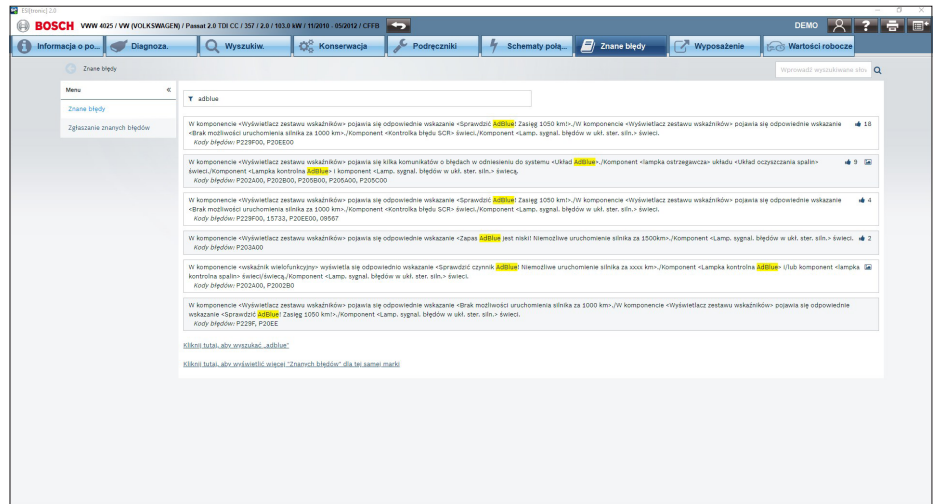 ESI[tronic] 2.0
BOSCH VWW 4025 / VW (VOLKSWAGEN) / Passat 2.0 TDI CC / 357 / 2.0 / 103.0 kW / 11/2010 - 05/2012 / CFFB DEMO ?
Informacja o po... Diagnoza. Wyszukiw. Konserwacja Podręczniki Schematy połą... Znane błędy Wyposażenie Wartości robocze
Znane błędy Wprowadź wyszukiwane słow
Menu «
adblue
Znane błędy
Zgłaszanie znanych błędów
W komponencie «Wyświetlacz zestawu wskaźników» pojawia się odpowiednie wskazanie «Sprawdzić AdBlue! Zasięg 1050 km!»./W komponencie «Wyświetlacz zestawu wskaźników» pojawia się odpowiednie wskazanie 18
«Brak możliwości uruchomienia silnika za 1000 km»./Komponent «Kontrolka błędu SCR» świeci./Komponent «Lamp. sygnal. błędów w ukł. ster. siln.» świeci.
Kody błędów: P229F00, P20EE00
W komponencie «Wyświetlacz zestawu wskaźników» pojawia się kilka komunikatów o błędach w odniesieniu do systemu «Układ AdBlue»./Komponent «lampka ostrzegawcza» układu «Układ oczyszczania spalin» 9
świeci./Komponent «Lampka kontrolna AdBlue» i komponent «Lamp. sygnal. błędów w ukł. ster. siln.» świecą.
Kody błędów: P202A00, P202B00, P205B00, P205A00, P205C00
W komponencie «Wyświetlacz zestawu wskaźników» pojawia się odpowiednie wskazanie «Sprawdzić AdBlue! Zasięg 1050 km!»./W komponencie «Wyświetlacz zestawu wskaźników» pojawia się odpowiednie wskazanie 4
«Brak możliwości uruchomienia silnika za 1000 km»./Komponent «Kontrolka błędu SCR» świeci./Komponent «Lamp. sygnal. błędów w ukł. ster. siln.» świeci.
Kody błędów: P229F00, 15733, P20EE00, 09567
W komponencie «Wyświetlacz zestawu wskaźników» pojawia się odpowiednie wskazanie «Zapas AdBlue jest niski! Niemożliwe uruchomienie silnika za 1500km»./Komponent «Lamp. sygnal. błędów w ukł. ster. siln.» świeci. 2
Kody błędów: P203A00
W komponencie «wskaźnik wielofunkcyjny» wyświetla się odpowiednio wskazanie «Sprawdzić czynnik AdBlue! Niemożliwe uruchomienie silnika za xxxx km»./Komponent «Lampka kontrolna AdBlue» i/lub komponent «lampka
kontrolna spalin» świeci/świecą./Komponent «Lamp. sygnal. błędów w ukł. ster. siln.» świeci.
Kody błędów: P202A00, P2002B0
W komponencie «Wyświetlacz zestawu wskaźników» pojawia się odpowiednie wskazanie «Brak możliwości uruchomienia silnika za 1000 km»./W komponencie «Wyświetlacz zestawu wskaźników» pojawia się odpowiednie
wskazanie «Sprawdzić AdBlue! Zasięg 1050 km!»./Komponent «Lamp. sygnal. błędów w ukł. ster. siln.» świeci.
Kody błędów: P229F, P20EE
Kliknij tutaj, aby wyszukać „adblue"
Kliknij tutaj, aby wyświetlić więcej "Znanych błędów" dla tej samej marki